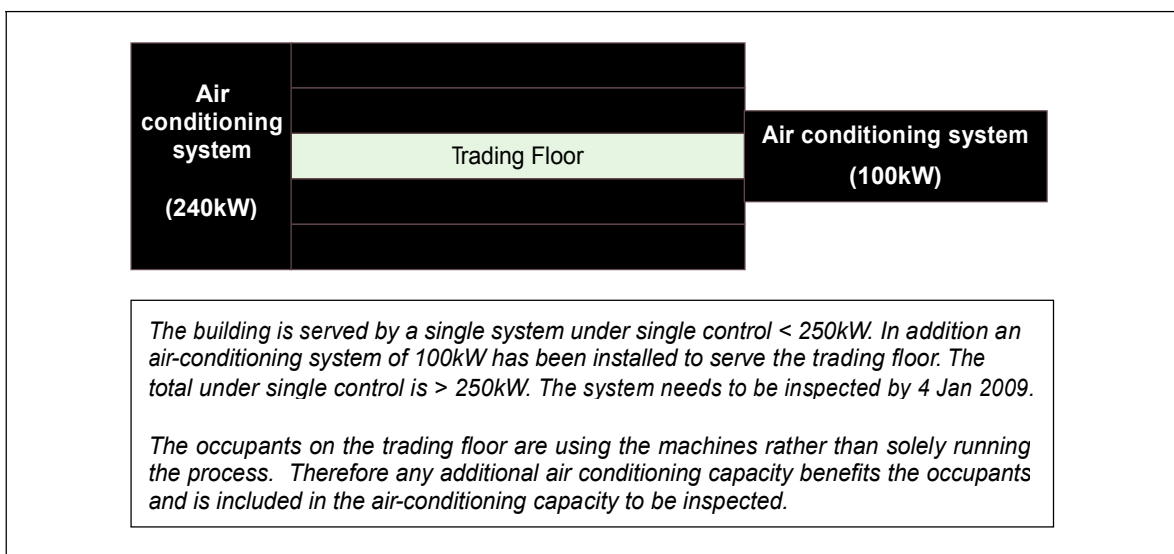 Air
conditioning
system
(240kW)
Trading Floor
Air conditioning system
(100kW)
The building is served by a single system under single control < 250kW. In addition an
air-conditioning system of 100kW has been installed to serve the trading floor. The
total under single control is > 250kW. The system needs to be inspected by 4 Jan 2009.
The occupants on the trading floor are using the machines rather than solely running
the process. Therefore any additional air conditioning capacity benefits the occupants
and is included in the air-conditioning capacity to be inspected.